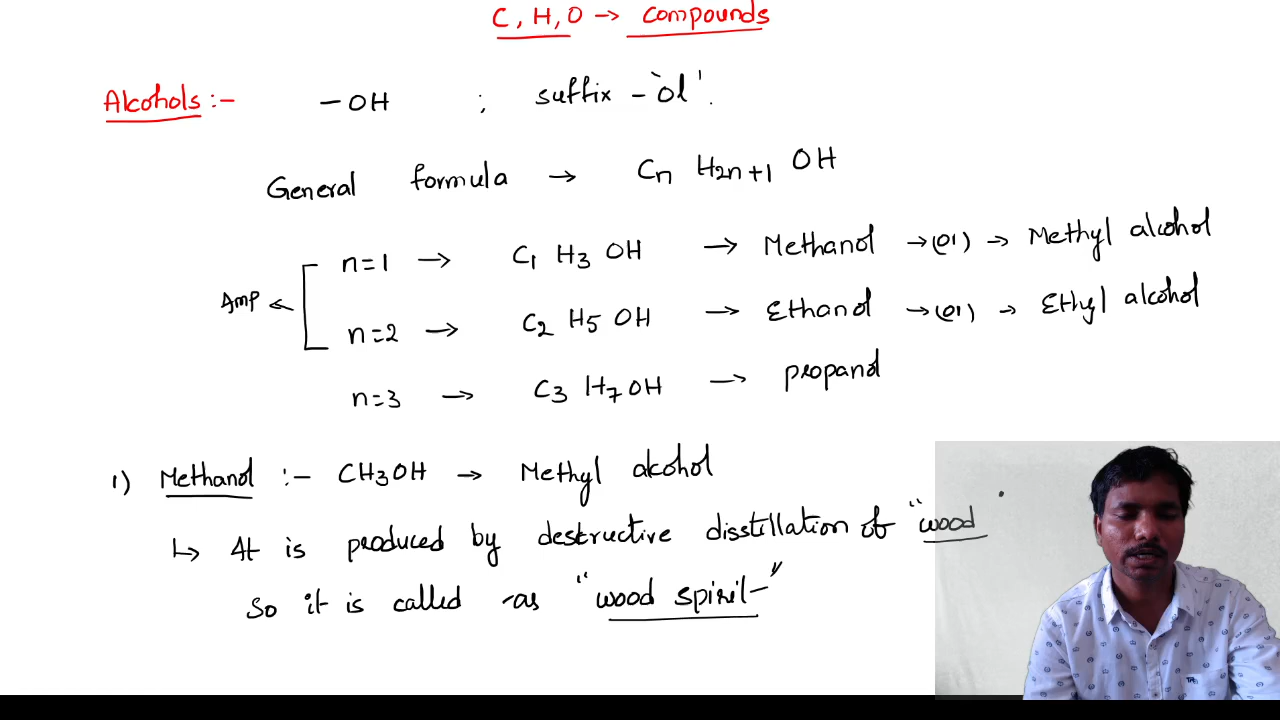 C, H, O → Compounds
Alcohols :- -OH ; suffix - 'ol'.
General formula → Cn H2n+1 OH
n=1 → C1 H3 OH → Methanol → (or) → Methyl alcohol
Imp ← n=2 → C2 H5 OH → Ethanol → (or) → Ethyl alcohol
n=3 → C3 H7 OH → propanol
1) Methanol :- CH3OH → Methyl alcohol
↳ It is produced by destructive disstillation of "wood
So it is called as "wood spirit"